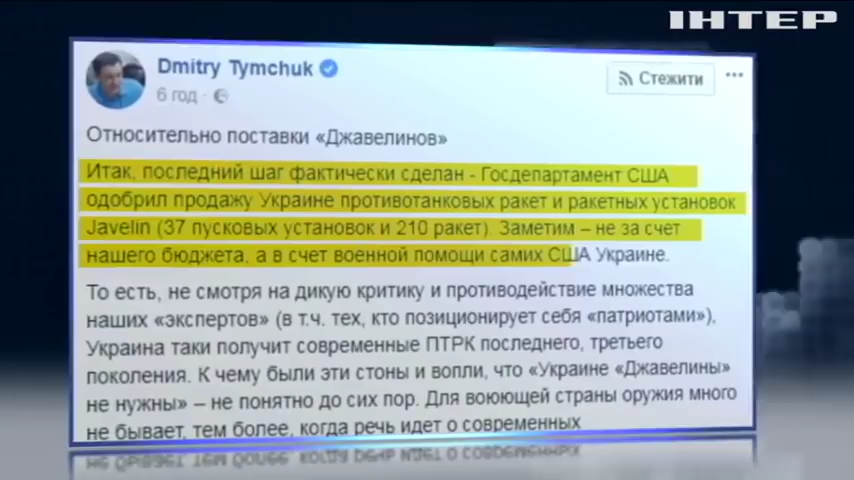 ІНТЕР
Dmitry Tymchuk
6 год ·
Стежити
Относительно поставки «Джавелинов»
Итак, последний шаг фактически сделан - Госдепартамент США
одобрил продажу Украине противотанковых ракет и ракетных установок
Javelin (37 пусковых установок и 210 ракет). Заметим – не за счет
нашего бюджета, а в счет военной помощи самих США Украине.
То есть, не смотря на дикую критику и противодействие множества
наших «экспертов» (в т.ч. тех, кто позиционирует себя «патриотами»),
Украина таки получит современные ПТРК последнего, третьего
поколения. К чему были эти стоны и вопли, что «Украине «Джавелины»
не нужны» – не понятно до сих пор. Для воюющей страны оружия много
не бывает, тем более, когда речь идет о современных